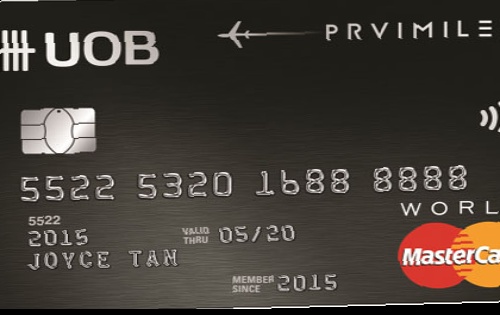 UOB PRVIMILE
5522 5320 1688 8888
5522
WORL
2015 VALID THRU 05/20
JOYCE TAN
MasterCa
MEMBER SINCE 2015